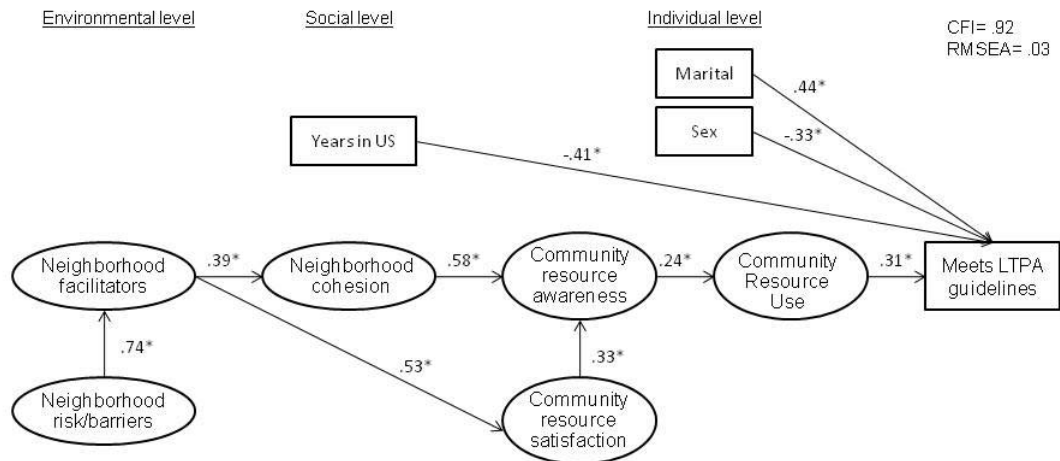 Environmental level
Social level
Individual level
CFI= .92
RMSEA= .03
Marital
.44*
Sex
-.33*
Years in US
-.41*
Neighborhood
facilitators
.39*
Neighborhood
cohesion
.58*
Community
resource
awareness
.24*
Community
Resource
Use
.31*
Meets LTPA
guidelines
.74*
.53*
.33*
Neighborhood
risk/barriers
Community
resource
satisfaction